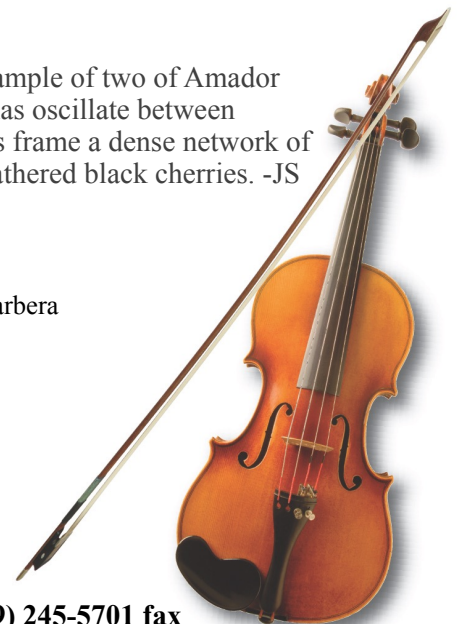 ample of two of Amador
as oscillate between
s frame a dense network of
athered black cherries. -JS
arbera
9) 245-5701 fax